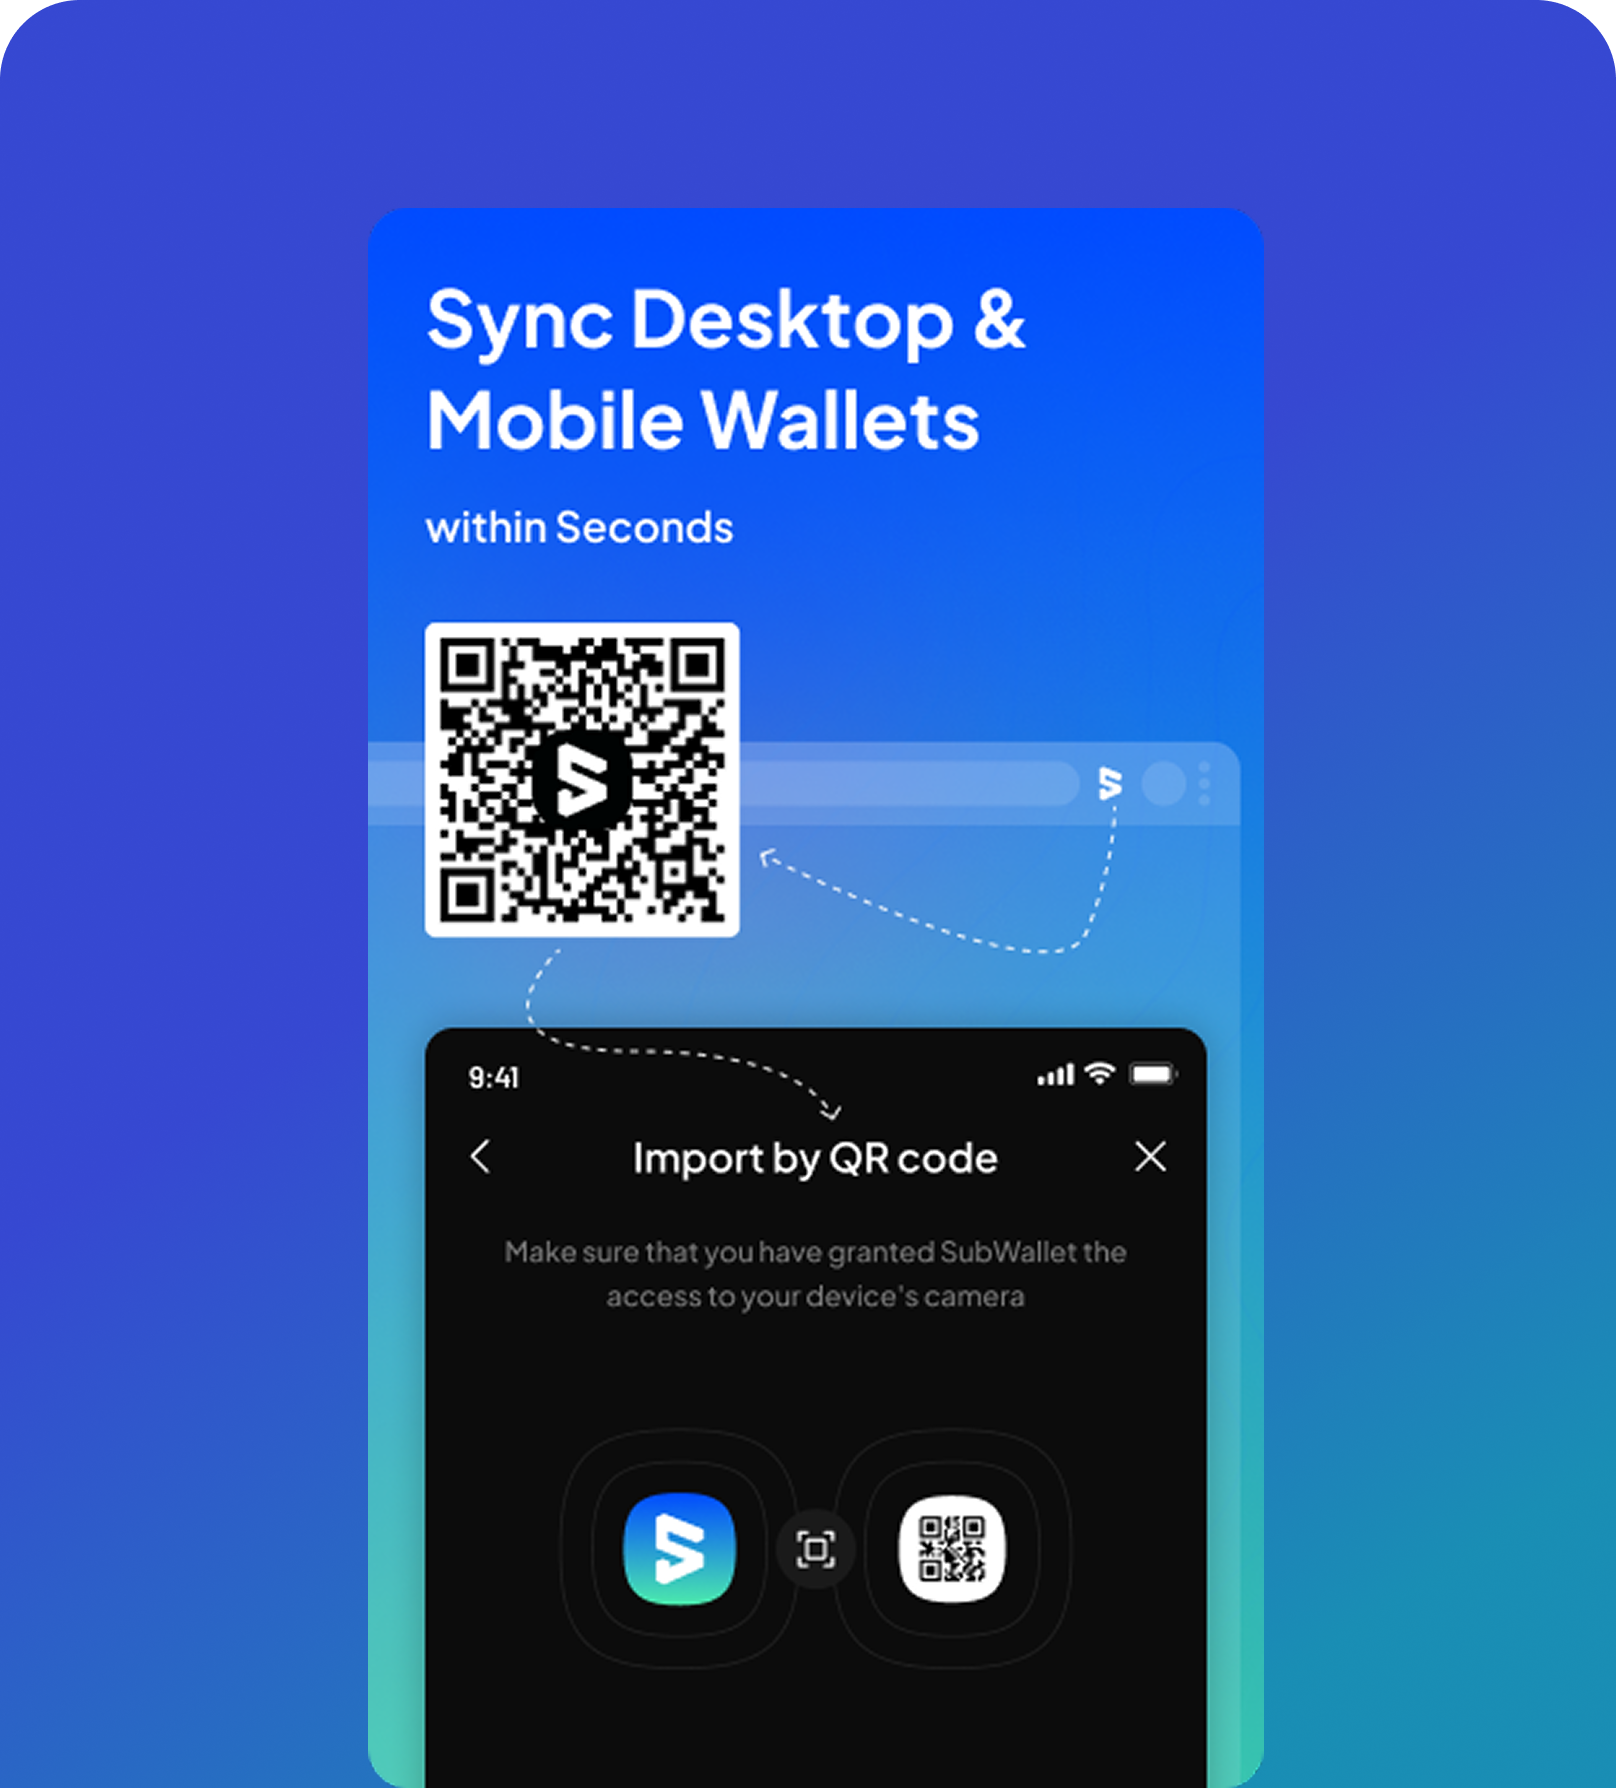 Sync Desktop &
Mobile Wallets
within Seconds
9:41
Import by QR code
Make sure that you have granted SubWallet the
access to your device's camera